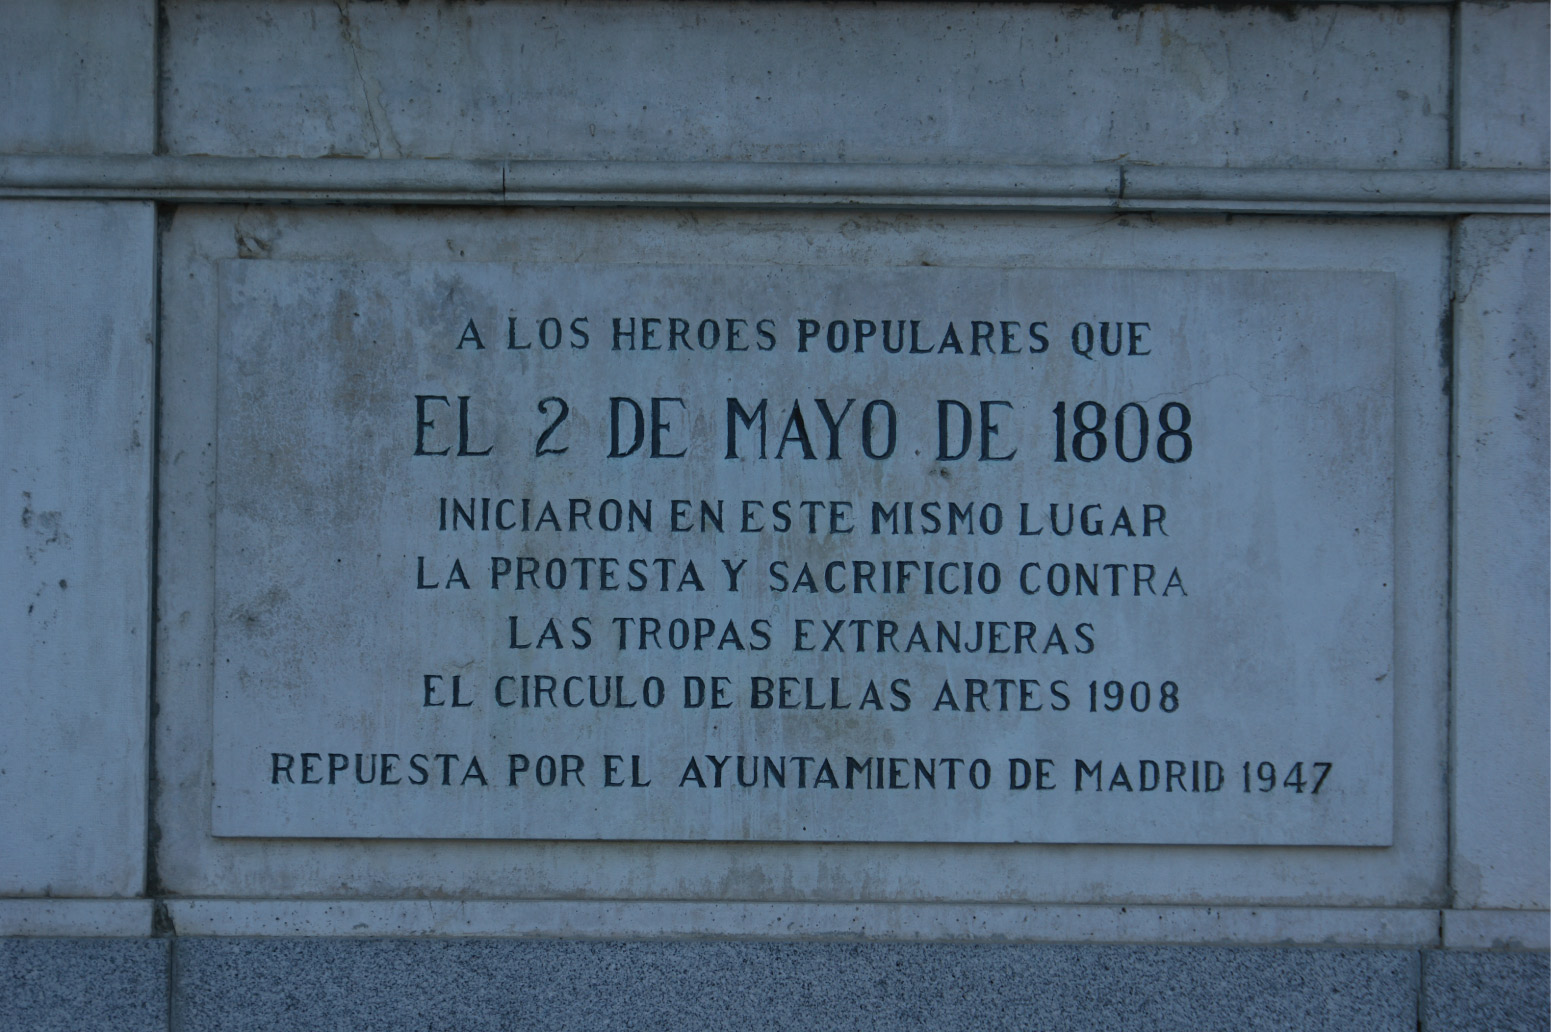 A LOS HEROES POPULARES QUE
EL 2 DE MAYO DE 1808
INICIARON EN ESTE MISMO LUGAR
LA PROTESTA Y SACRIFICIO CONTRA
LAS TROPAS EXTRANJERAS
EL CIRCULO DE BELLAS ARTES 1908
REPUESTA POR EL AYUNTAMIENTO DE MADRID 1947